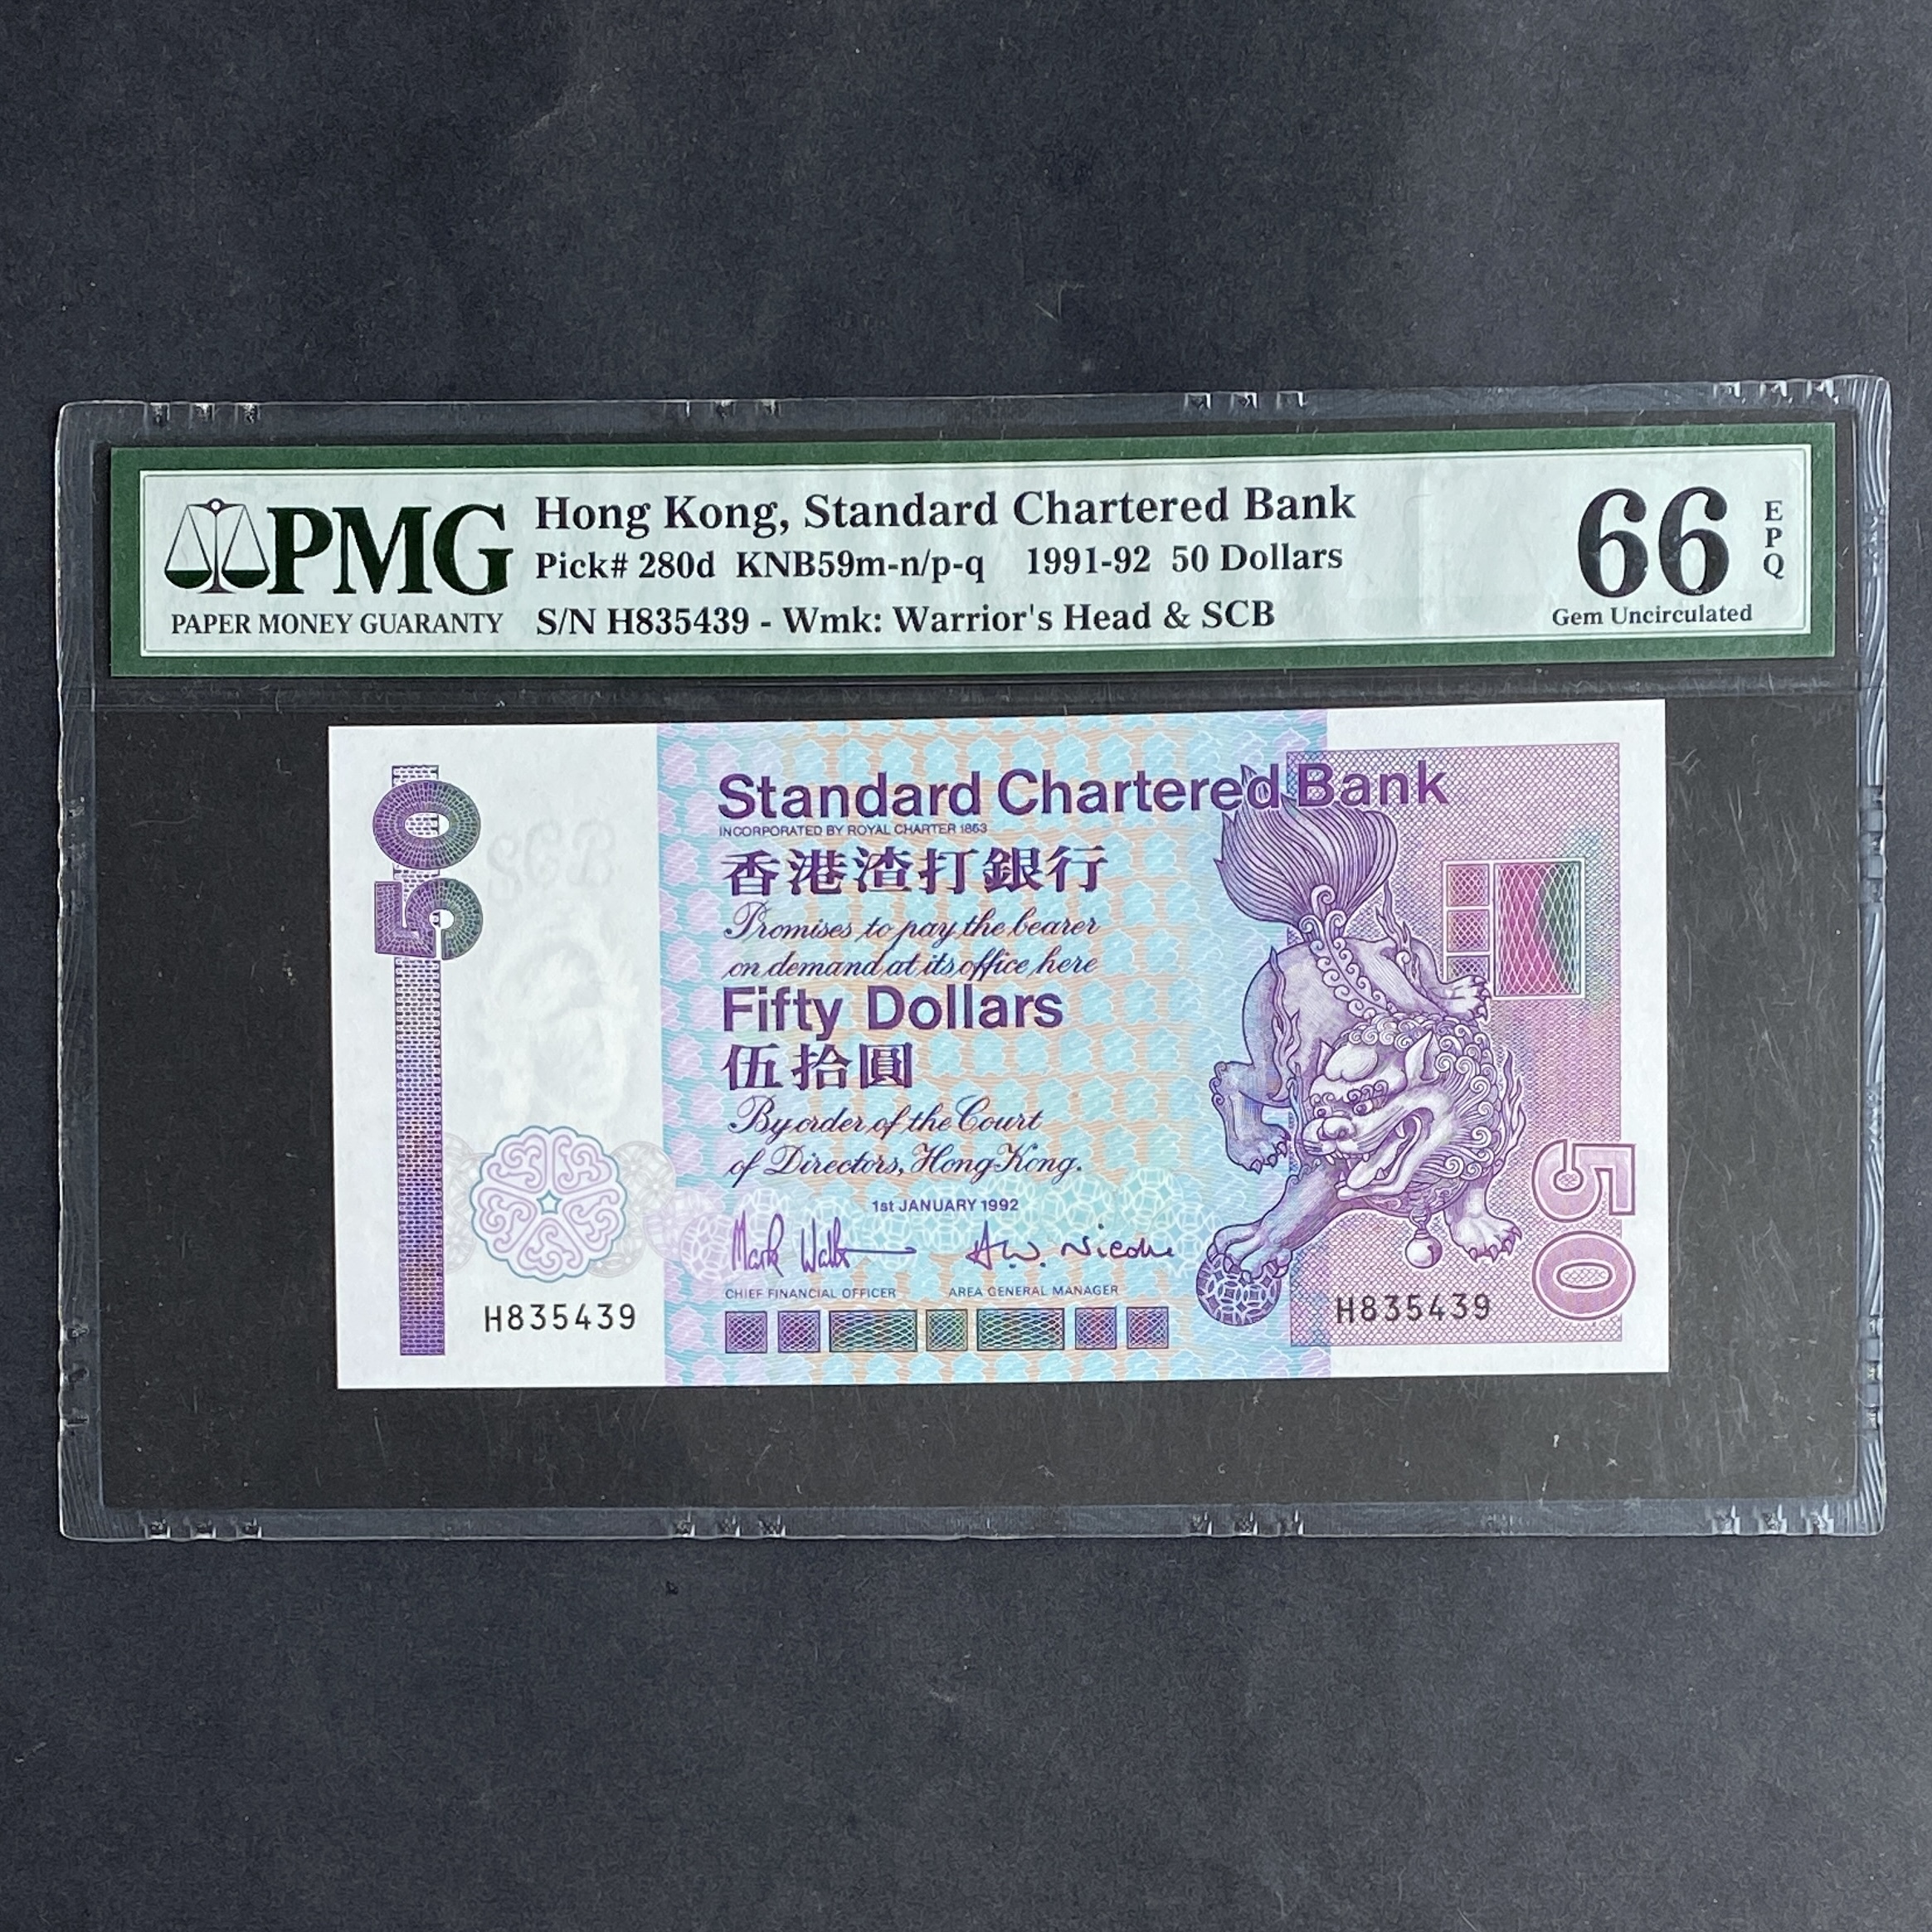 PMG
PAPER MONEY GUARANTY
Hong Kong, Standard Chartered Bank
Pick# 280d KNB59m-n/p-q 1991-92 50 Dollars
S/N H835439 - Wmk: Warrior's Head & SCB
66
EPQ
Gem Uncirculated
50
SCB
Standard Chartered Bank
INCORPORATED BY ROYAL CHARTER 1853
香港渣打銀行
Promises to pay the bearer
on demand at its office here
Fifty Dollars
伍拾圓
By order of the Court
of Directors, Hong Kong.
1st JANUARY 1992
CHIEF FINANCIAL OFFICER AREA GENERAL MANAGER
H835439
H835439
50